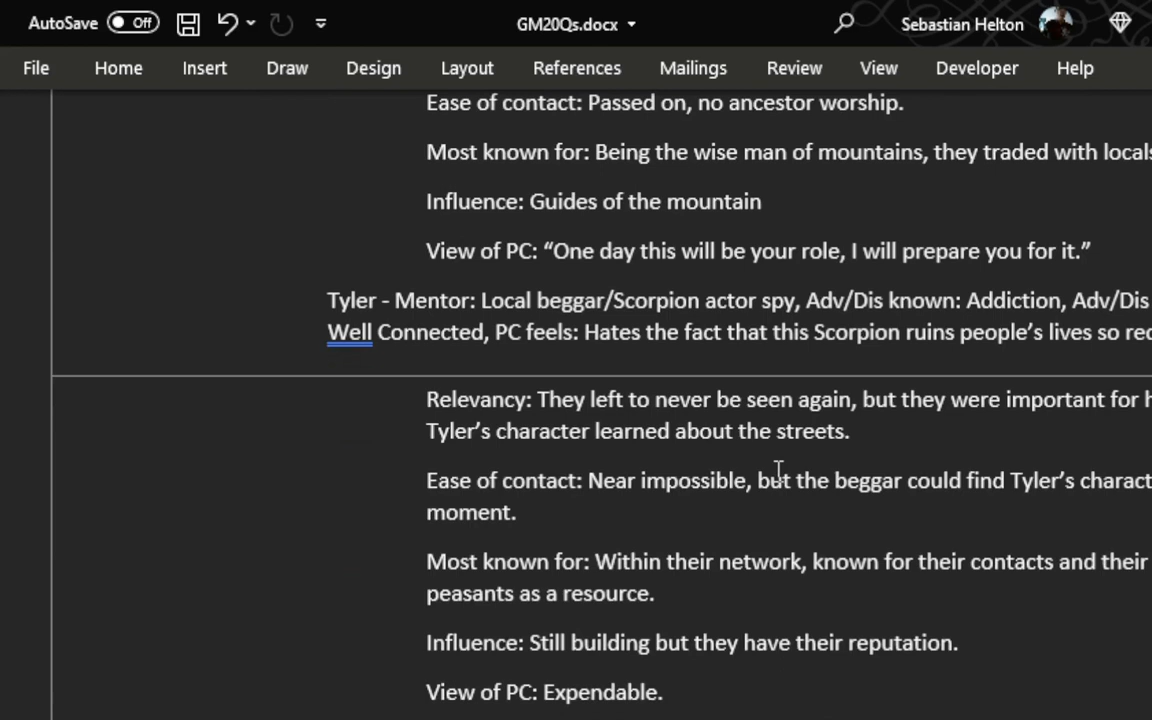 AutoSave Off GM20Qs.docx Sebastian Helton
File Home Insert Draw Design Layout References Mailings Review View Developer Help
Ease of contact: Passed on, no ancestor worship.
Most known for: Being the wise man of mountains, they traded with locals
Influence: Guides of the mountain
View of PC: “One day this will be your role, I will prepare you for it.”
Tyler - Mentor: Local beggar/Scorpion actor spy, Adv/Dis known: Addiction, Adv/Dis
Well Connected, PC feels: Hates the fact that this Scorpion ruins people’s lives so
Relevancy: They left to never be seen again, but they were important for
Tyler’s character learned about the streets.
Ease of contact: Near impossible, but the beggar could find Tyler’s
moment.
Most known for: Within their network, known for their contacts and their
peasants as a resource.
Influence: Still building but they have their reputation.
View of PC: Expendable.